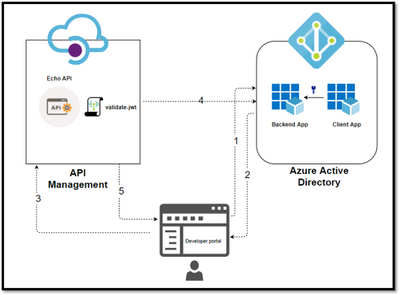 Echo API
API
validate-jwt
API
Management
4
Backend App
Client App
Azure Active
Directory
1
2
3
5
Developer portal